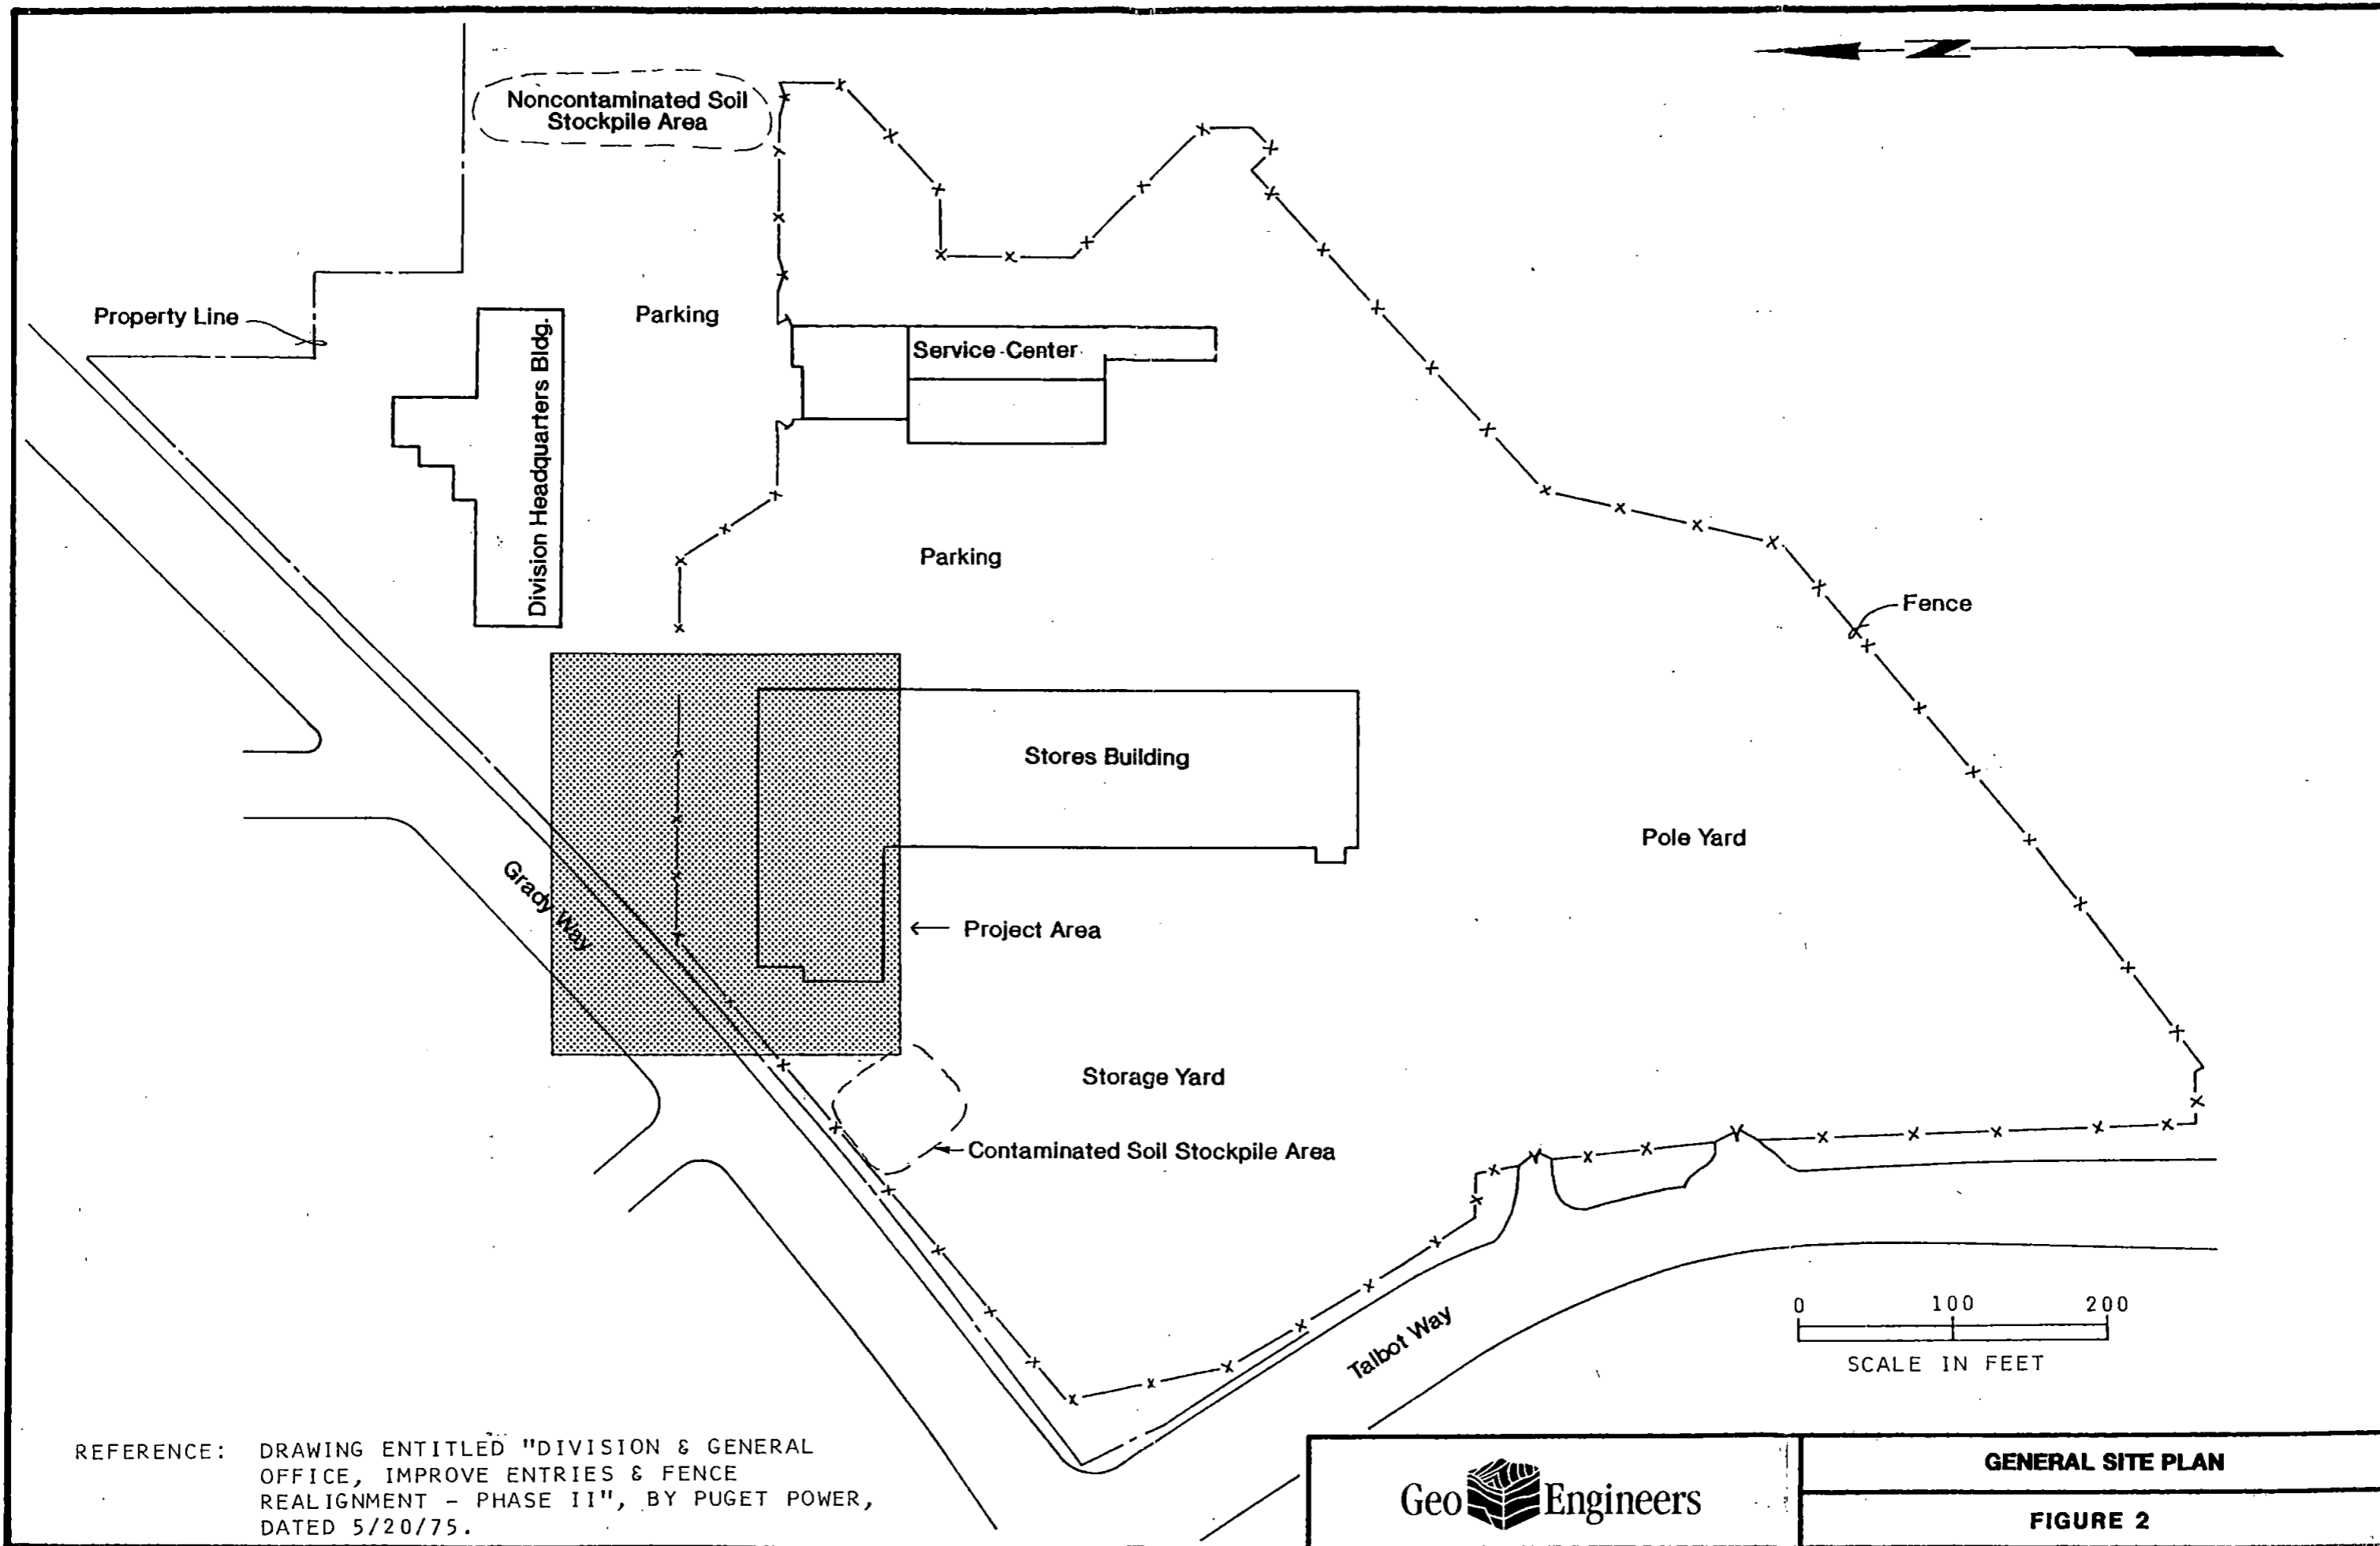 N
Noncontaminated Soil
Stockpile Area
Property Line
Parking
Division Headquarters Bldg.
Service Center
Parking
Fence
Stores Building
Pole Yard
Grady Way
Project Area
Storage Yard
Contaminated Soil Stockpile Area
Talbot Way
0 100 200
SCALE IN FEET
REFERENCE: DRAWING ENTITLED "DIVISION & GENERAL
OFFICE, IMPROVE ENTRIES & FENCE
REALIGNMENT - PHASE II", BY PUGET POWER,
DATED 5/20/75.
Geo Engineers
GENERAL SITE PLAN
FIGURE 2